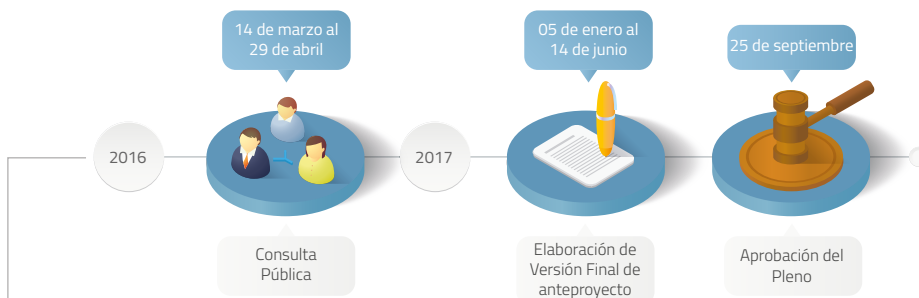 2016
14 de marzo al
29 de abril
Consulta
Pública
2017
05 de enero al
14 de junio
Elaboración de
Versión Final de
anteproyecto
25 de septiembre
Aprobación del
Pleno